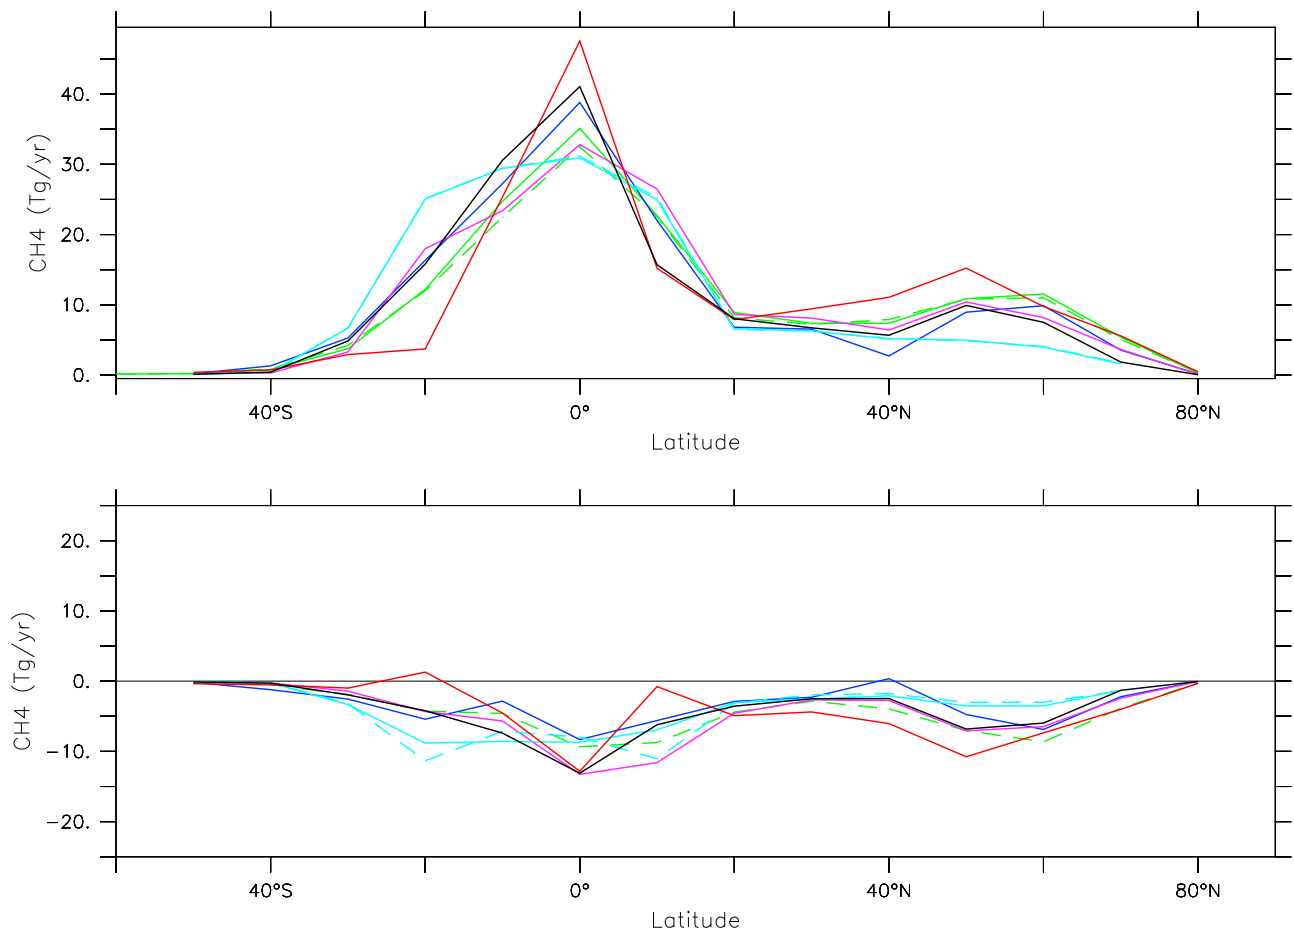 CH4 (Tg/yr)
40.
30.
20.
10.
0.
40°S
0°
40°N
80°N
Latitude
CH4 (Tg/yr)
20.
10.
0.
-10.
-20.
40°S
0°
40°N
80°N
Latitude